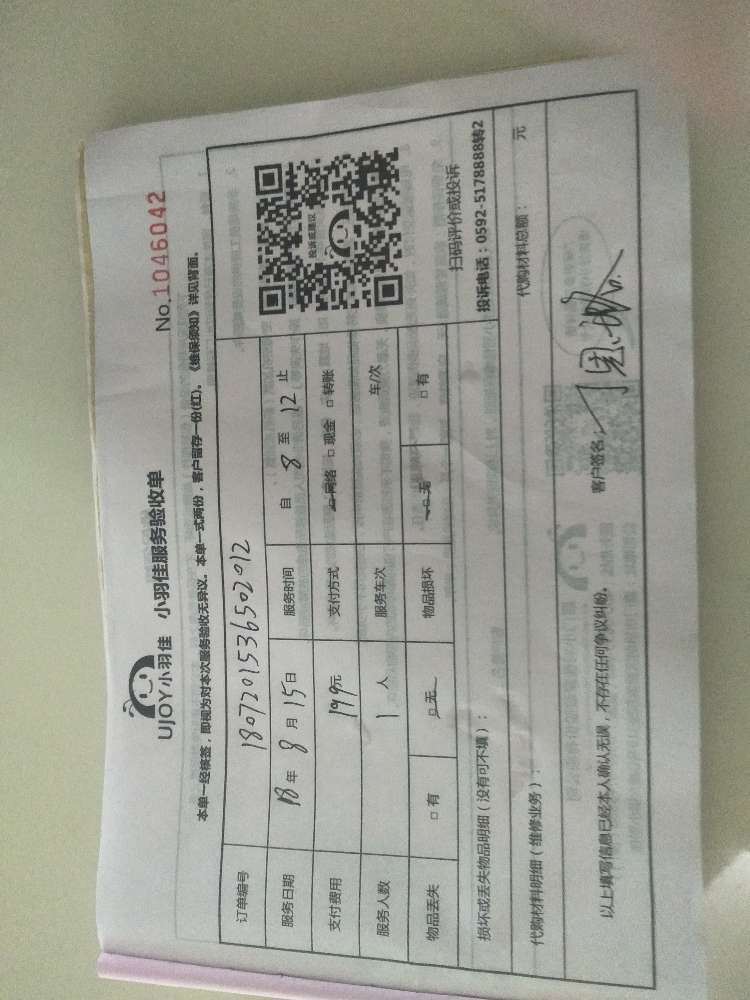 UJOY小羽佳 小羽佳服务验收单
No.1046042
本单一经核签，即视为对本次服务验收无异议。本单一式两份，客户留存一份(红)。《维保须知》详见背面。
订单编号 1807201536502012
服务日期 18 年 8 月 15 日 服务时间 自 8 至 12 止
支付费用 199元 支付方式 □ 网络 □ 现金 □ 转账
服务人数 1 人 服务车次 车/次
物品丢失 □ 有 □ 无 物品损坏 □ 无 □ 有
投诉或建议
扫码评价或投诉
投诉电话：0592-5178888转2
损坏或丢失物品明细（没有可不填）：
代购材料明细（维修业务）： 代购材料总额： 元
以上填写信息已经本人确认无误，不存在任何争议纠纷。 客户签名：